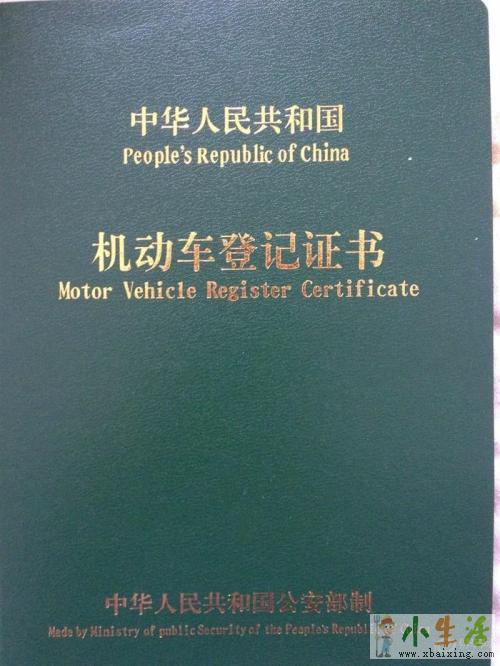 中华人民共和国
People's Republic of China
机动车登记证书
Motor Vehicle Register Certificate
中华人民共和国公安部制
Made by Ministry of public Security of the People's Republic of
小生活
www.xbaixing.com